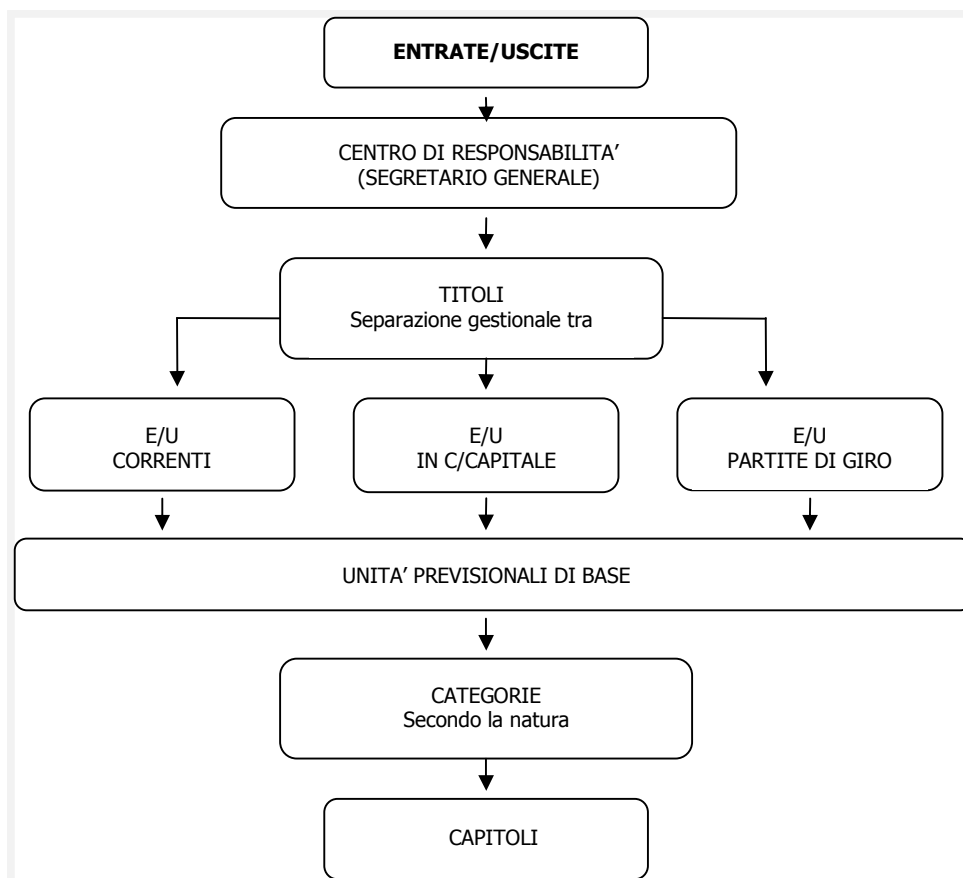 ENTRATE/USCITE
CENTRO DI RESPONSABILITA’
(SEGRETARIO GENERALE)
TITOLI
Separazione gestionale tra
E/U
CORRENTI
E/U
IN C/CAPITALE
E/U
PARTITE DI GIRO
UNITA’ PREVISIONALI DI BASE
CATEGORIE
Secondo la natura
CAPITOLI